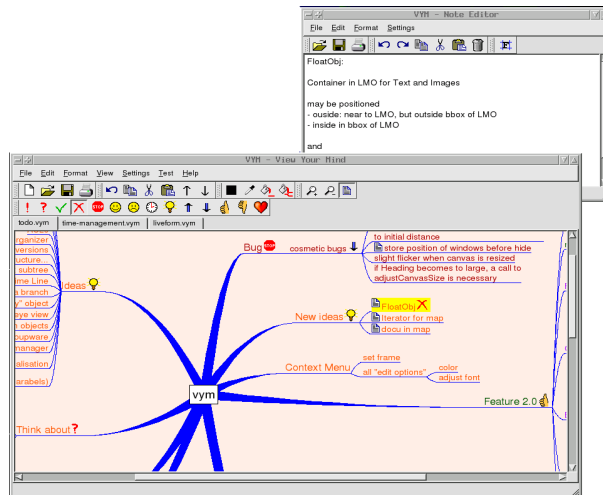 VYM - Note Editor
File Edit Format Settings
FloatObj:
Container in LMO for Text and Images
may be positioned
- ouside: near to LMO, but outside bbox of LMO
- inside in bbox of LMO
and
VYM - View Your Mind
File Edit Format View Settings Test Help
STOP
todo.vym time-management.vym liveform.vym
to initial distance
Bug STOP cosmetic bugs
store position of windows before hide
slight flicker when canvas is resized
if Heading becomes to large, a call to
adjustCanvasSize is necessary
organizer
versions
ructure...
subtree
ime Line
n branch
y" object
eye view
n objects
oupware
manager
alisation
arabels)
Ideas
New ideas
FloatObj
Iterator for map
docu in map
Context Menu
set frame
all "edit options"
color
adjust font
vym
Feature 2.0
Think about ?